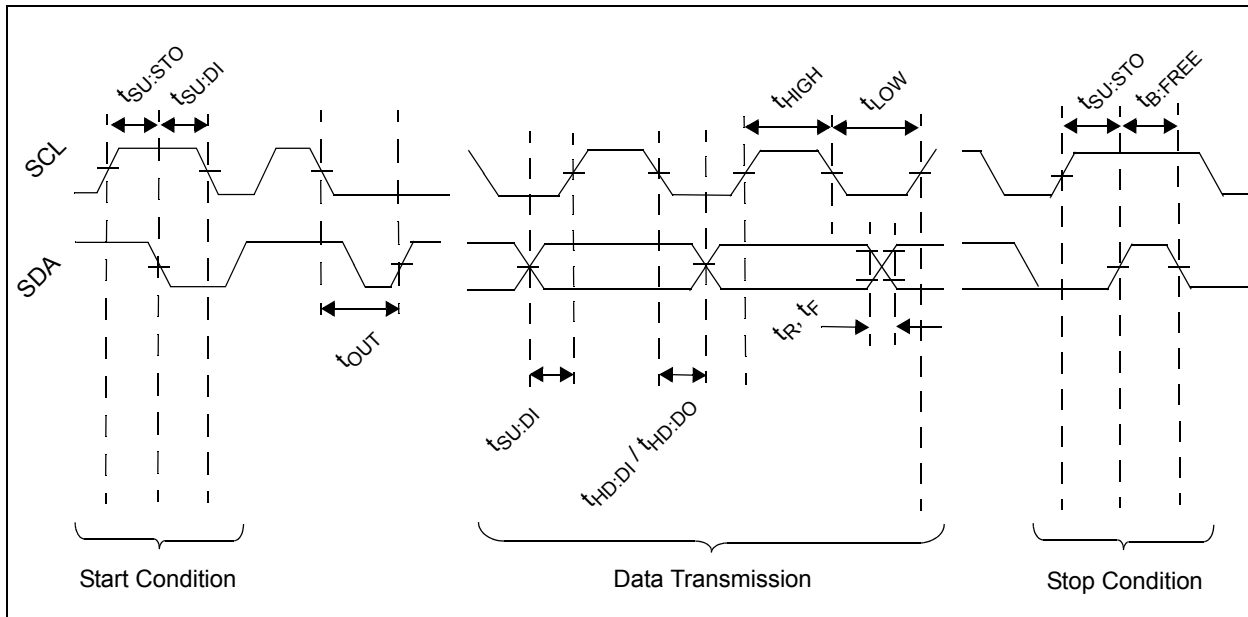 tSU:STO
tSU:DI
tHIGH
tLOW
tSU:STO
tB:FREE
SCL
SDA
tOUT
tR, tF
tSU:DI
tHD:DI / tHD:DO
Start Condition
Data Transmission
Stop Condition